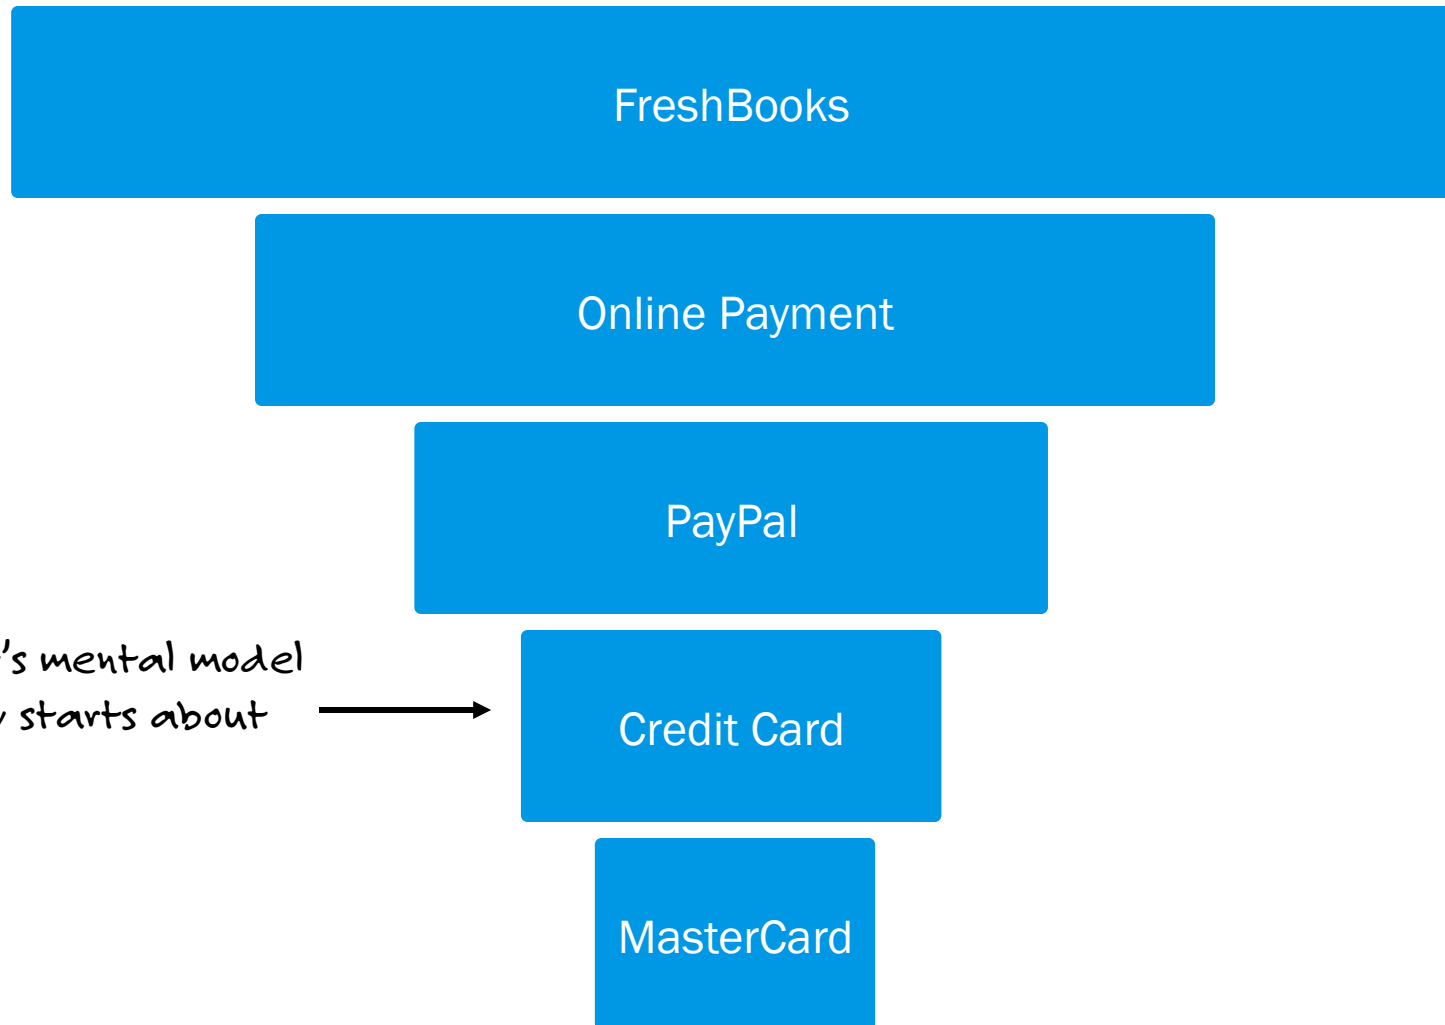 FreshBooks
Online Payment
PayPal
's mental model
starts about
Credit Card
MasterCard